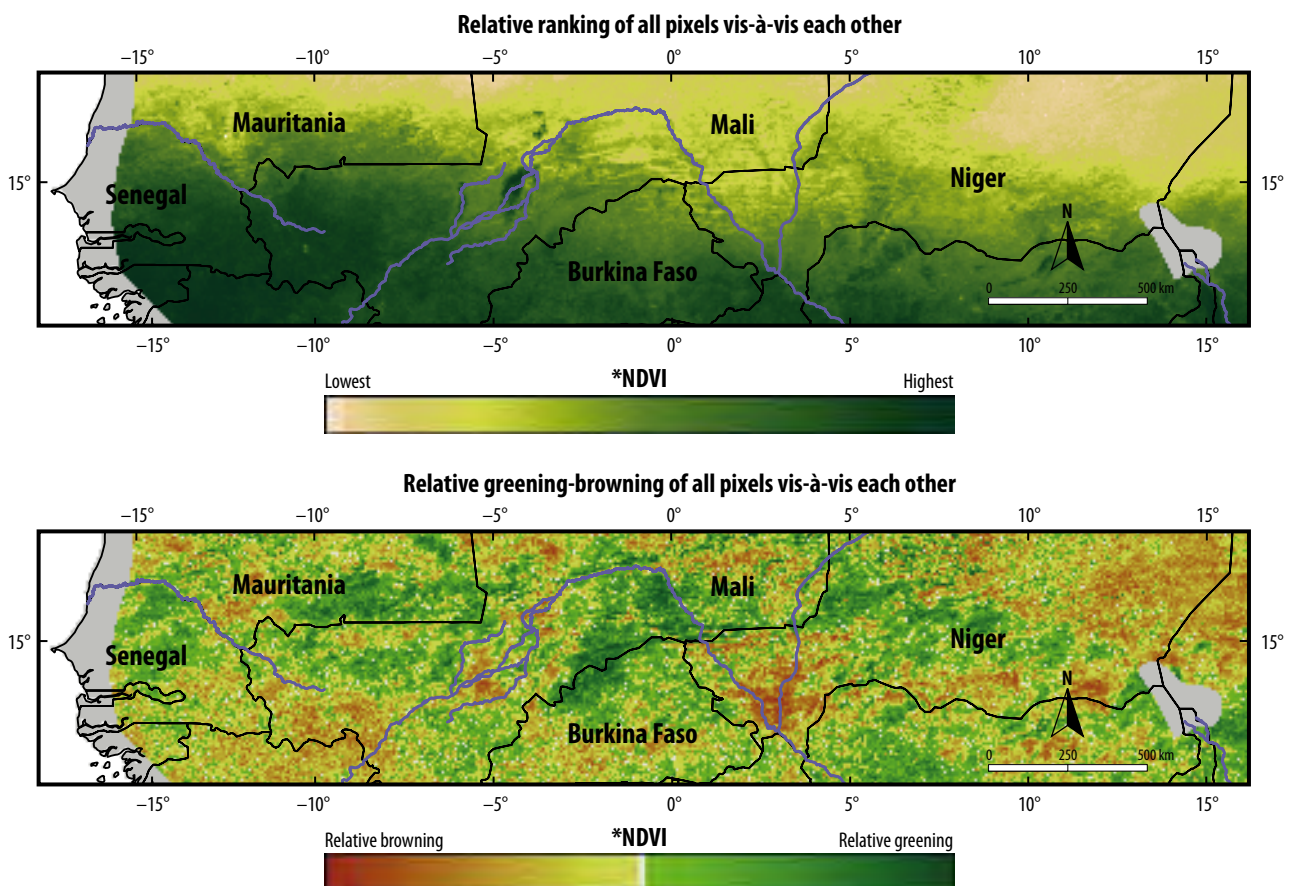 Relative ranking of all pixels vis-à-vis each other
−15° −10° −5° 0° 5° 10° 15°
Mauritania Mali
15° 15°
Senegal Niger
N
Burkina Faso
0 250 500 km
−15° −10° −5° 0° 5° 10° 15°
*NDVI
Lowest Highest
Relative greening-browning of all pixels vis-à-vis each other
−15° −10° −5° 0° 5° 10° 15°
Mauritania Mali
15° 15°
Senegal Niger
N
Burkina Faso
0 250 500 km
−15° −10° −5° 0° 5° 10° 15°
*NDVI
Relative browning Relative greening